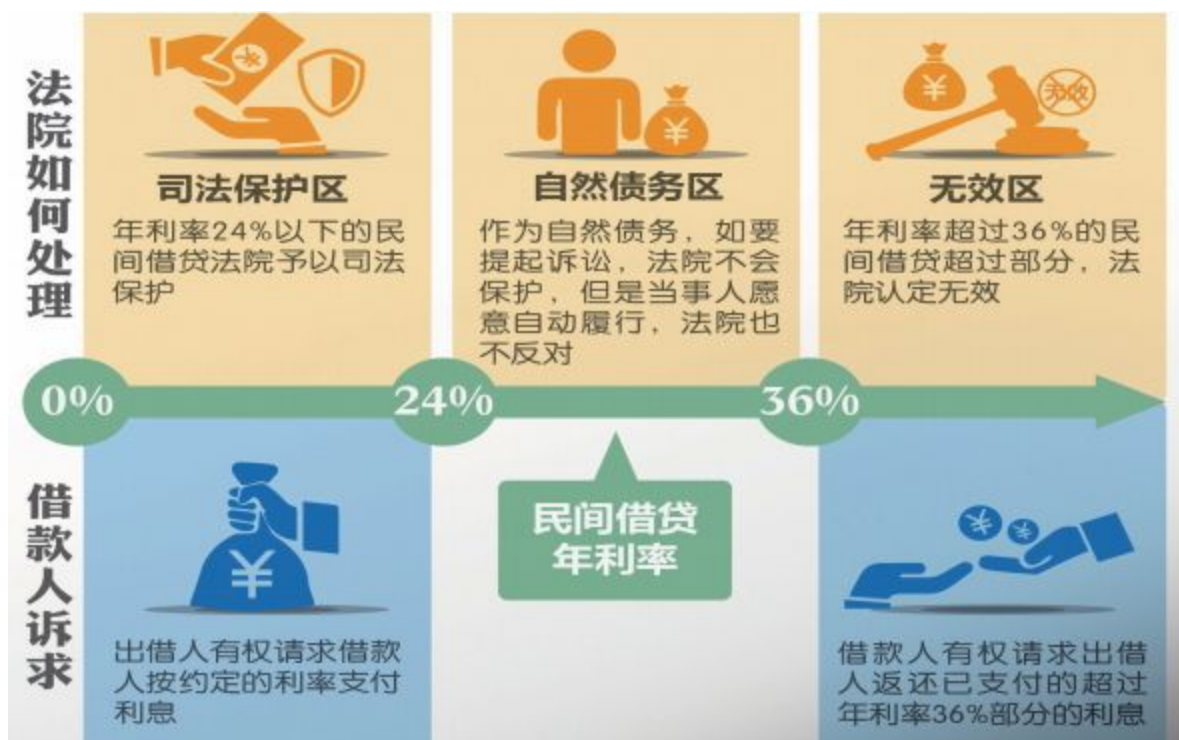 法院如何处理
无效
司法保护区
年利率24%以下的民
间借贷法院予以司法
保护
自然债务区
作为自然债务，如要
提起诉讼，法院不会
保护，但是当事人愿
意自动履行，法院也
不反对
无效区
年利率超过36%的民
间借贷超过部分，法
院认定无效
0%
24%
36%
民间借贷
年利率
借款人诉求
¥
出借人有权请求借款
人按约定的利率支付
利息
借款人有权请求出借
人返还已支付的超过
年利率36%部分的利息